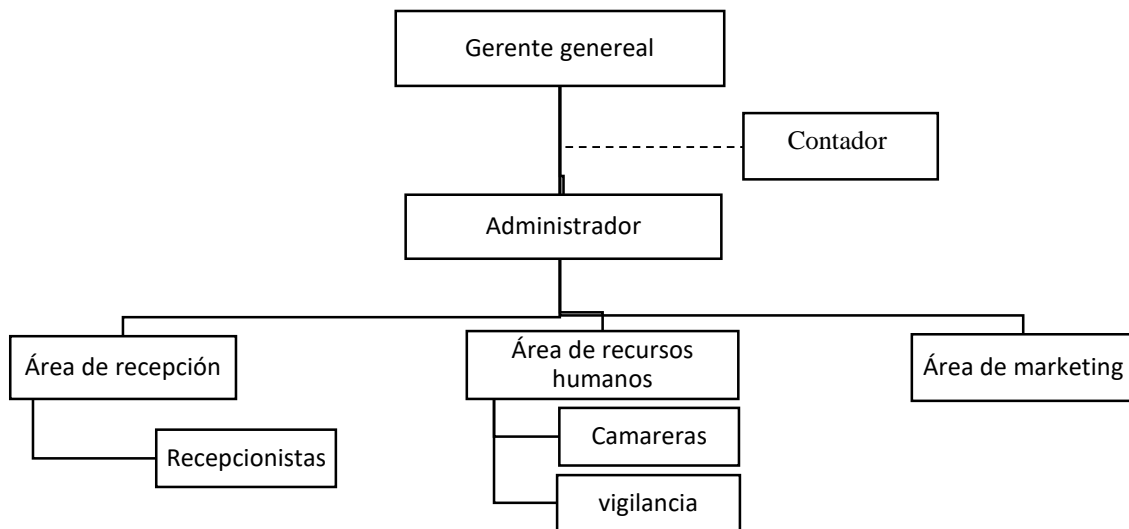 Gerente genereal
Contador
Administrador
Área de recepción
Área de recursos
humanos
Área de marketing
Recepcionistas
Camareras
vigilancia